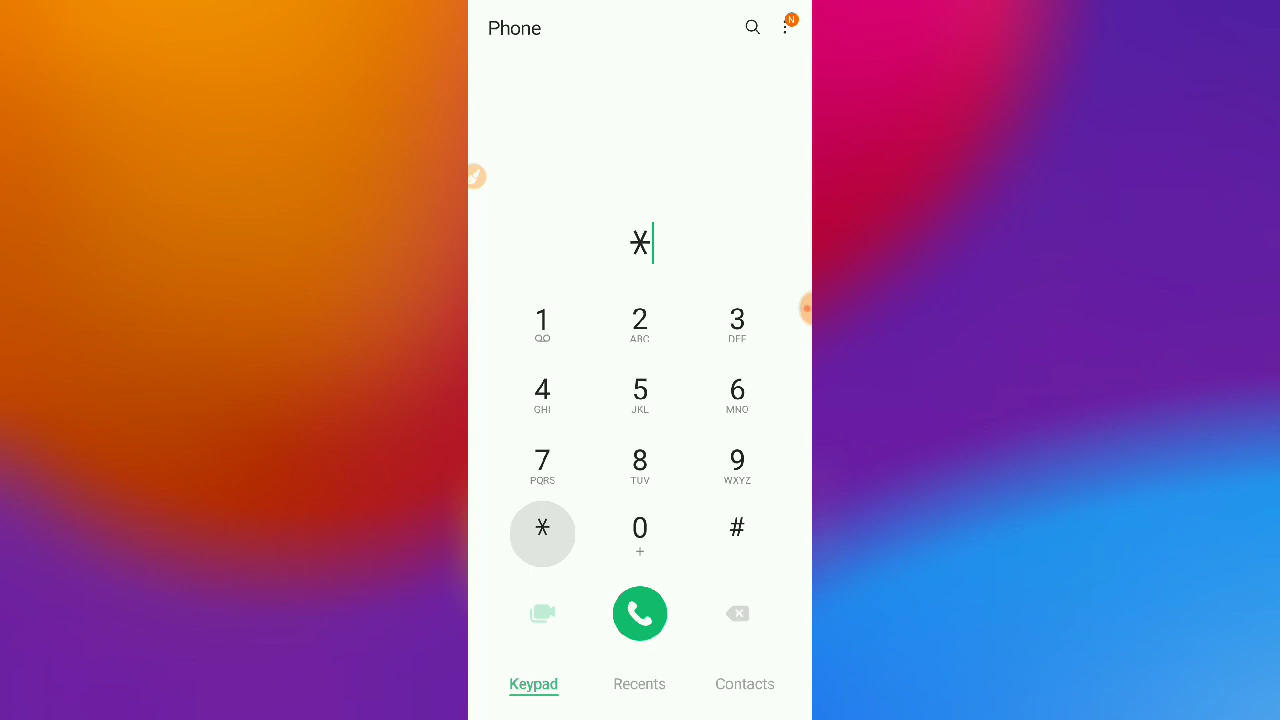 Phone
N
*
1 2 3
ABC DEF
4 5 6
GHI JKL MNO
7 8 9
PQRS TUV WXYZ
* 0 #
+
Keypad Recents Contacts